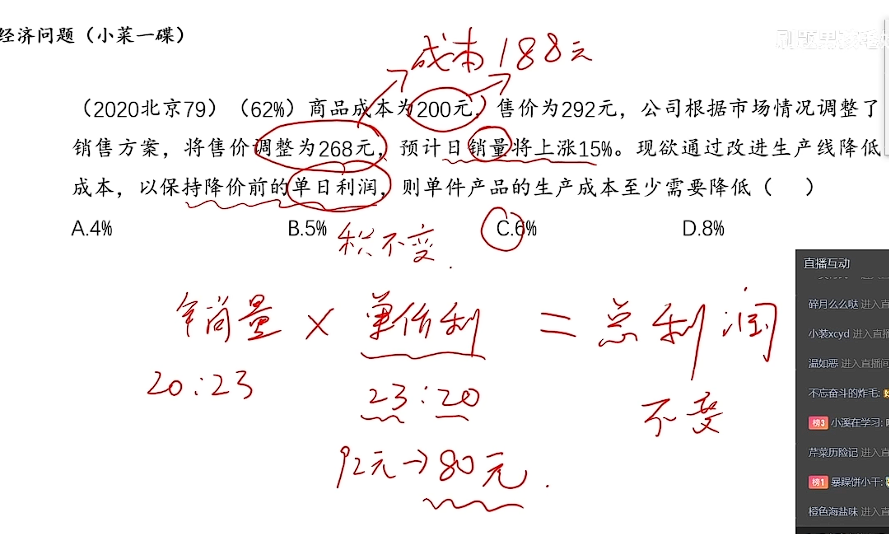 经济问题（小菜一碟）
成本188元
（2020北京79）（62%）商品成本为200元，售价为292元，公司根据市场情况调整了
销售方案，将售价调整为268元，预计日销量将上涨15%。现欲通过改进生产线降低
成本，以保持降价前的单日利润，则单件产品的生产成本至少需要降低（ ）
A.4% B.5% C.6% D.8%
积不变.
销量 × 单件利 = 总利润
20:23 23:20 不变
92元→80元.
直播互动
碎月么么哒 进入直
小装xcyd 进入直播
温如恶 进入直播间
不忘奋斗的炸毛:
榜3 小溪在学习:
芹菜历险记 进入直
榜1 暴躁饼小干:
橙色海盐味 进入直